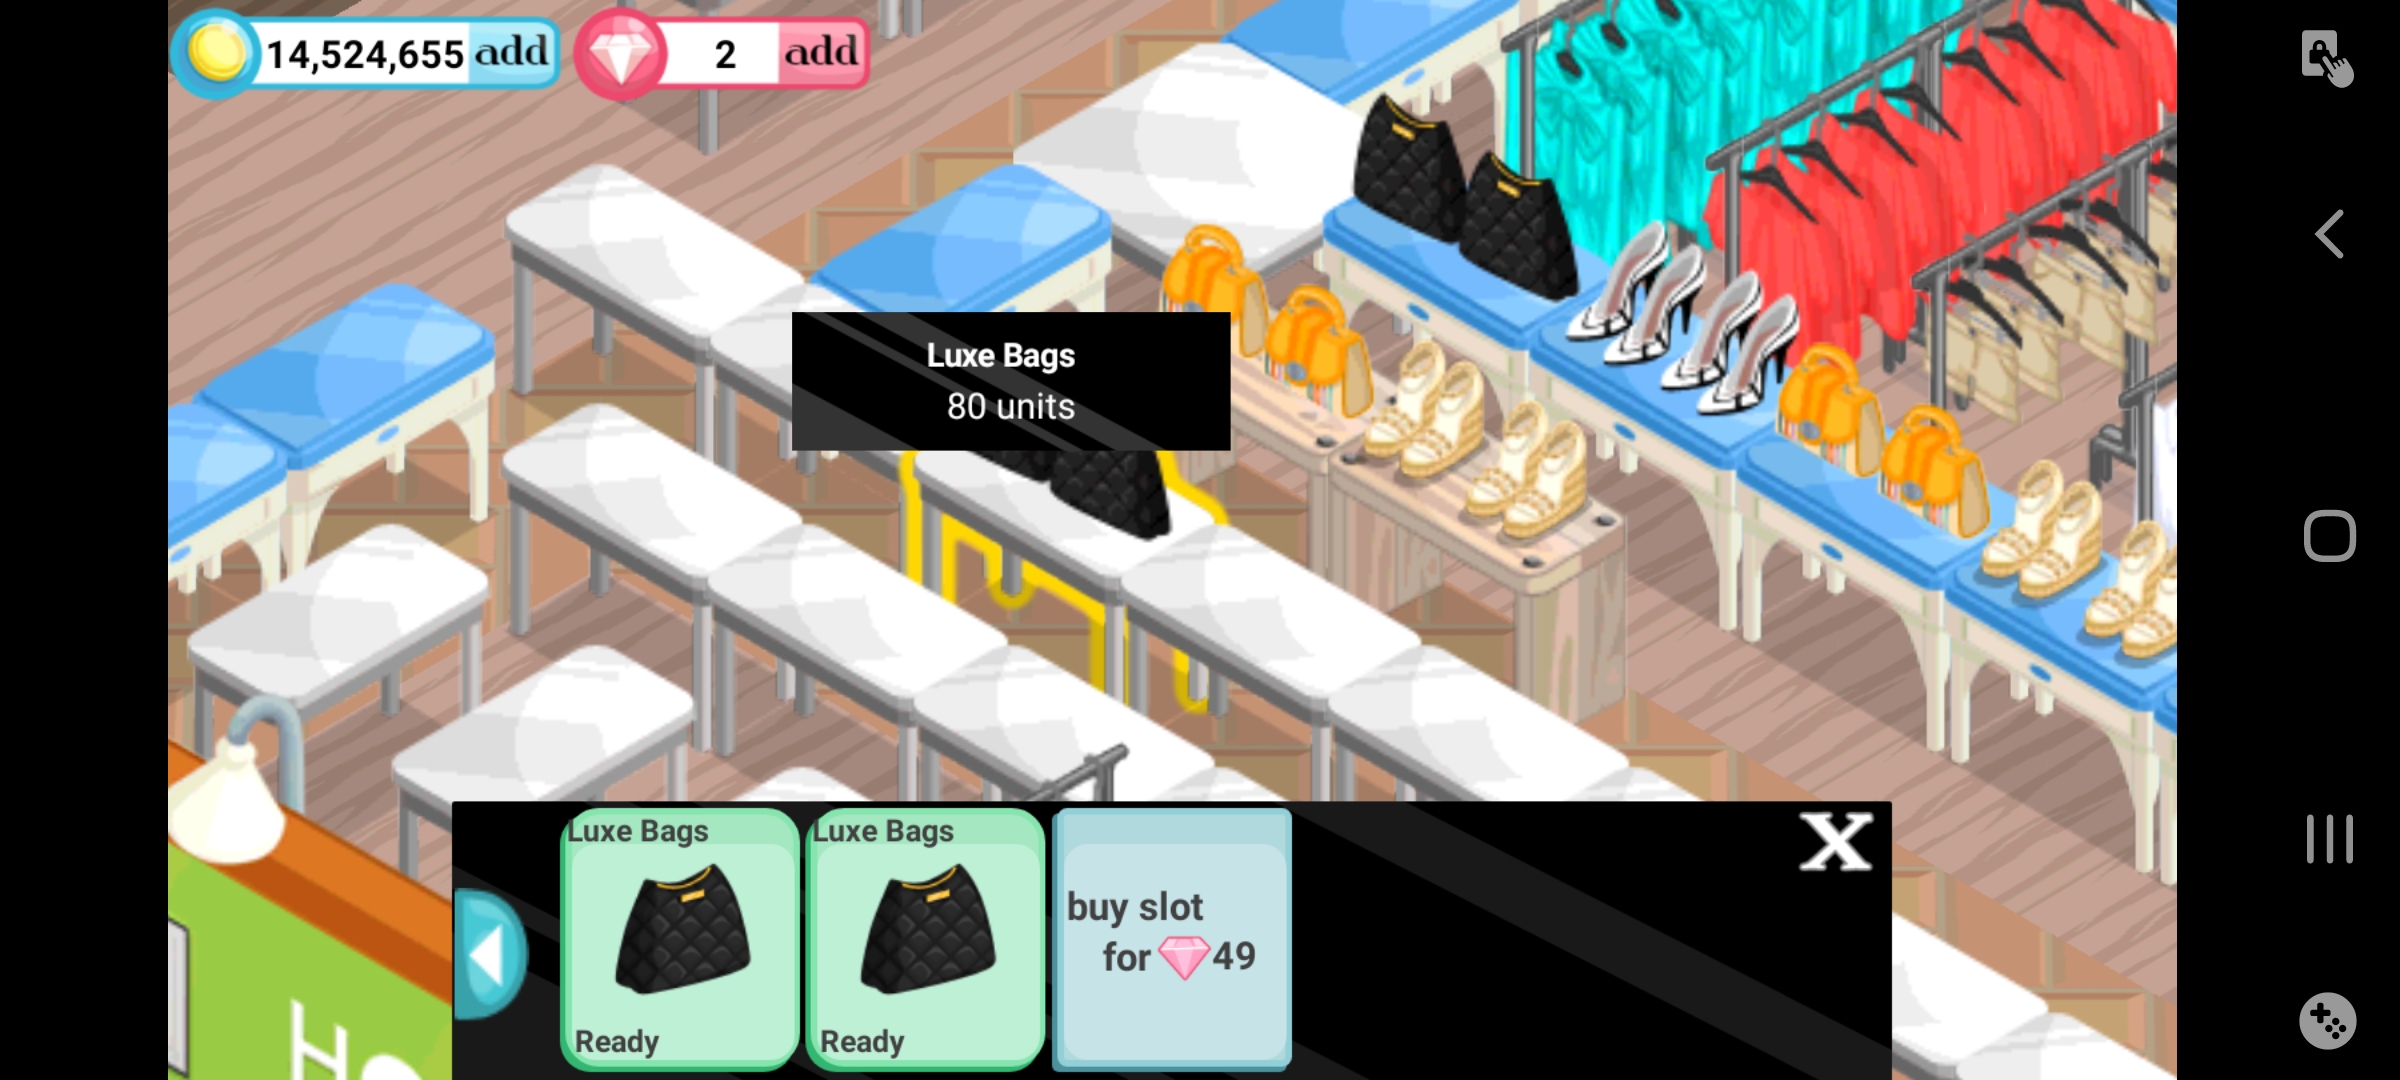 14,524,655 add
2 add
Luxe Bags
80 units
Luxe Bags
Ready
Luxe Bags
Ready
buy slot
for 49
X